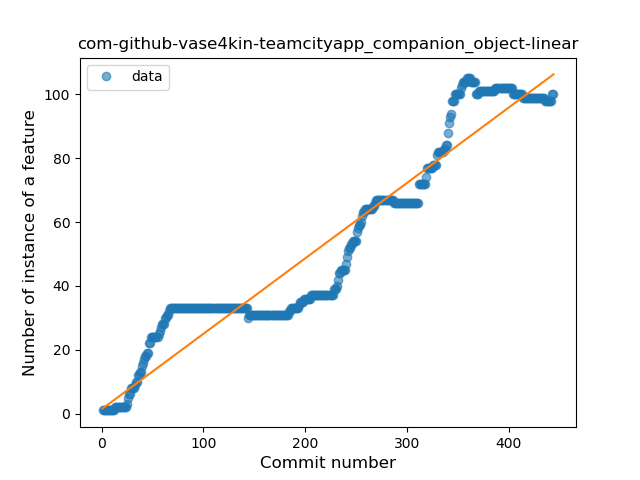 com-github-vase4kin-teamcityapp_companion_object-linear
data
Number of instance of a feature
100
80
60
40
20
0
0 100 200 300 400
Commit number